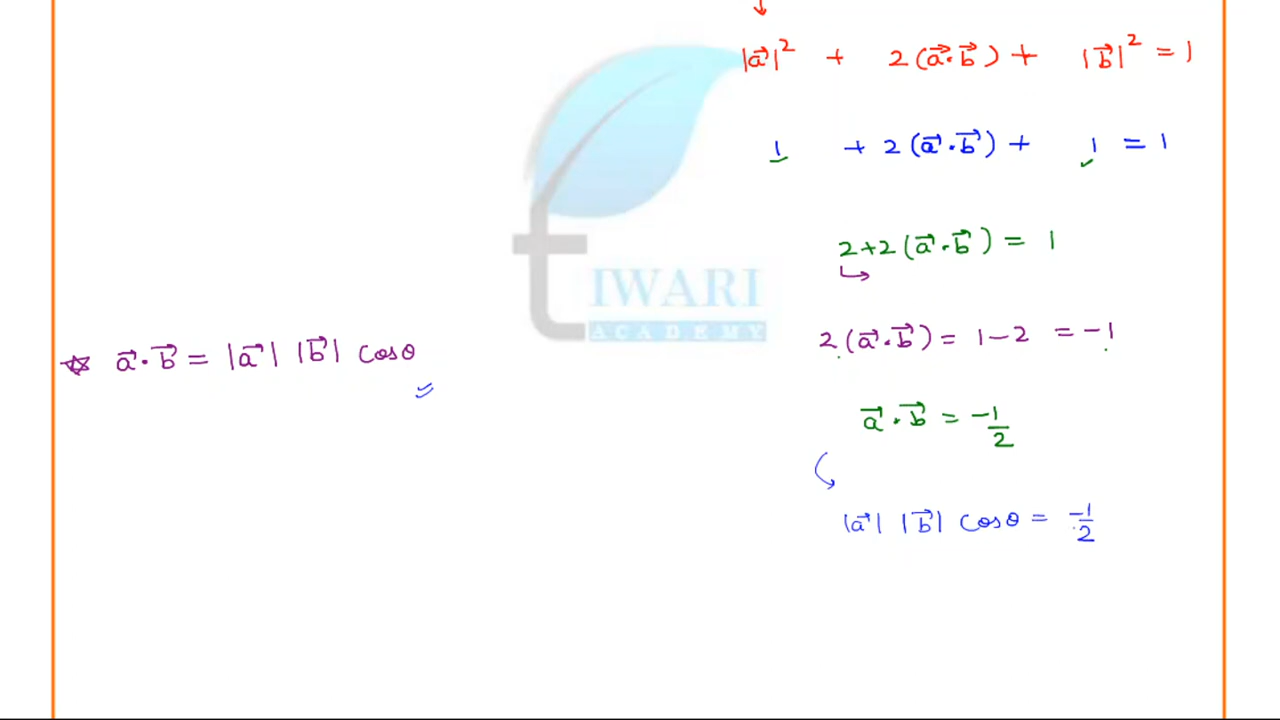 |a⃗|² + 2(a⃗·b⃗) + |b⃗|² = 1
1 + 2(a⃗·b⃗) + 1 = 1
2+2(a⃗·b⃗) = 1
t IWARI
ACADEMY
2(a⃗·b⃗) = 1-2 = -1
☆ a⃗·b⃗ = |a⃗| |b⃗| cosθ
a⃗·b⃗ = -1/2
|a⃗| |b⃗| cosθ = -1/2